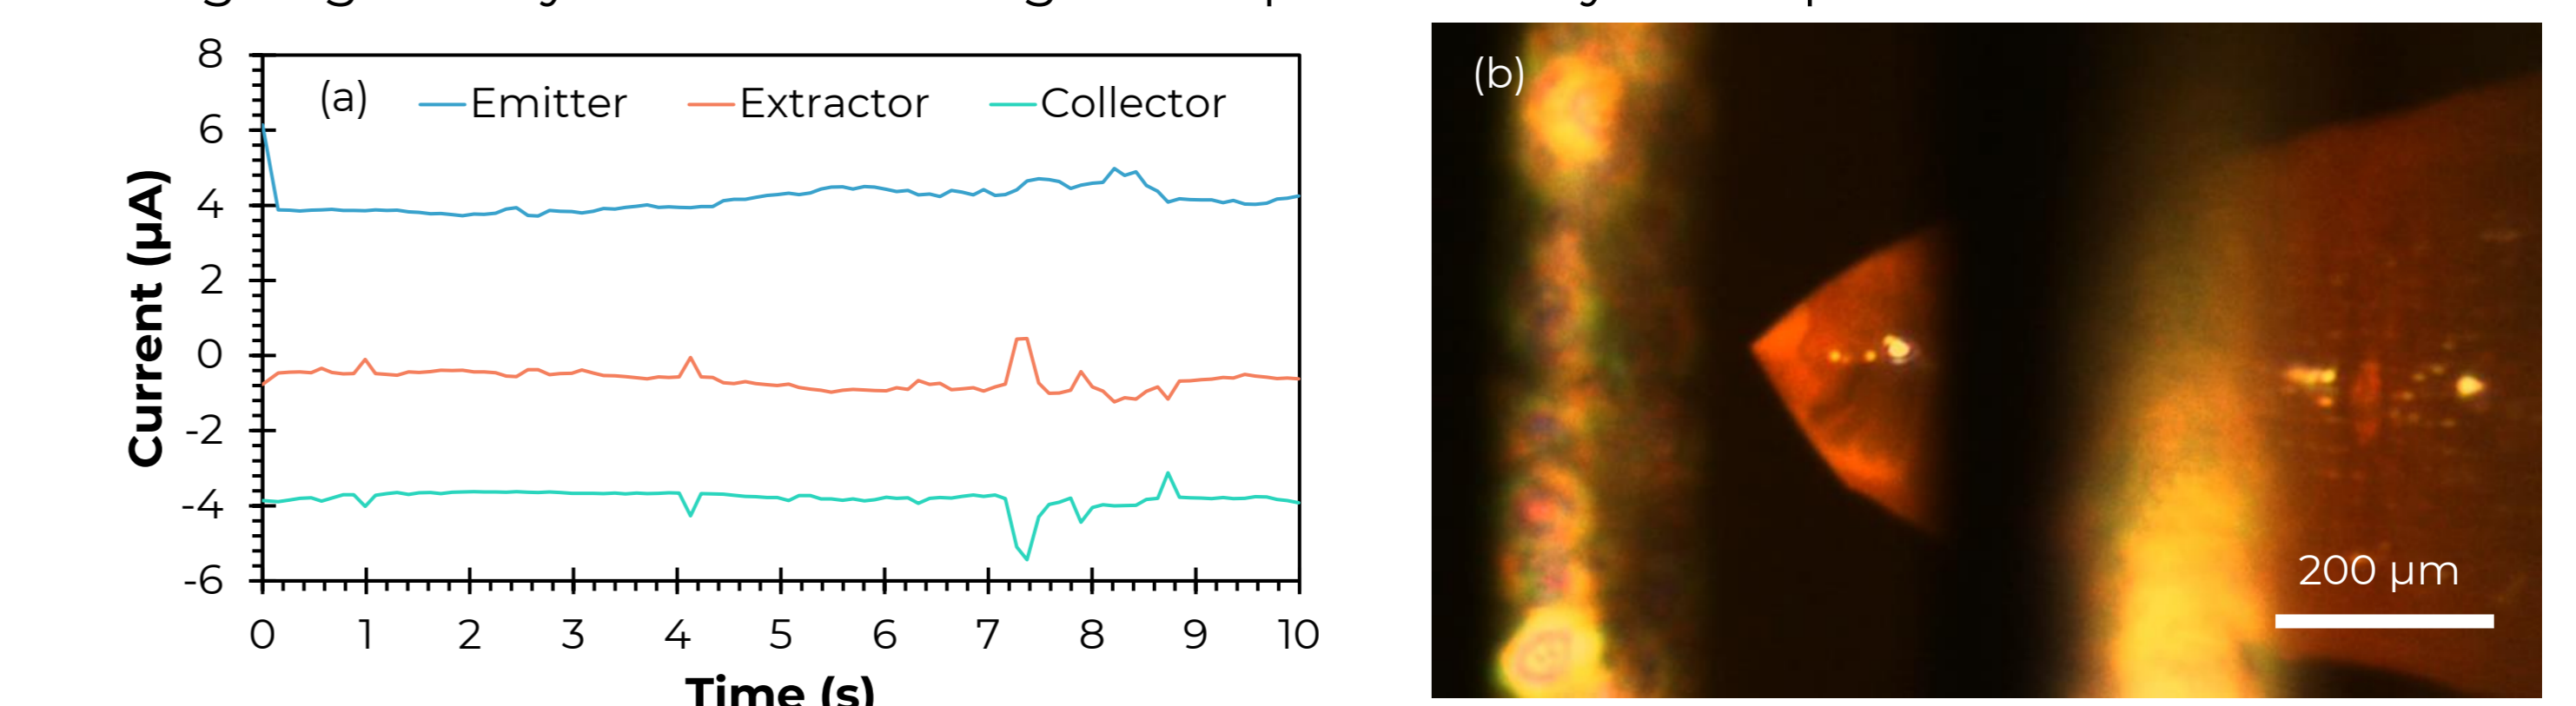 (a) Emitter Extractor Collector
Current (µA)
8
6
4
2
0
-2
-4
-6
0 1 2 3 4 5 6 7 8 9 10
Time (s)
(b)
200 µm